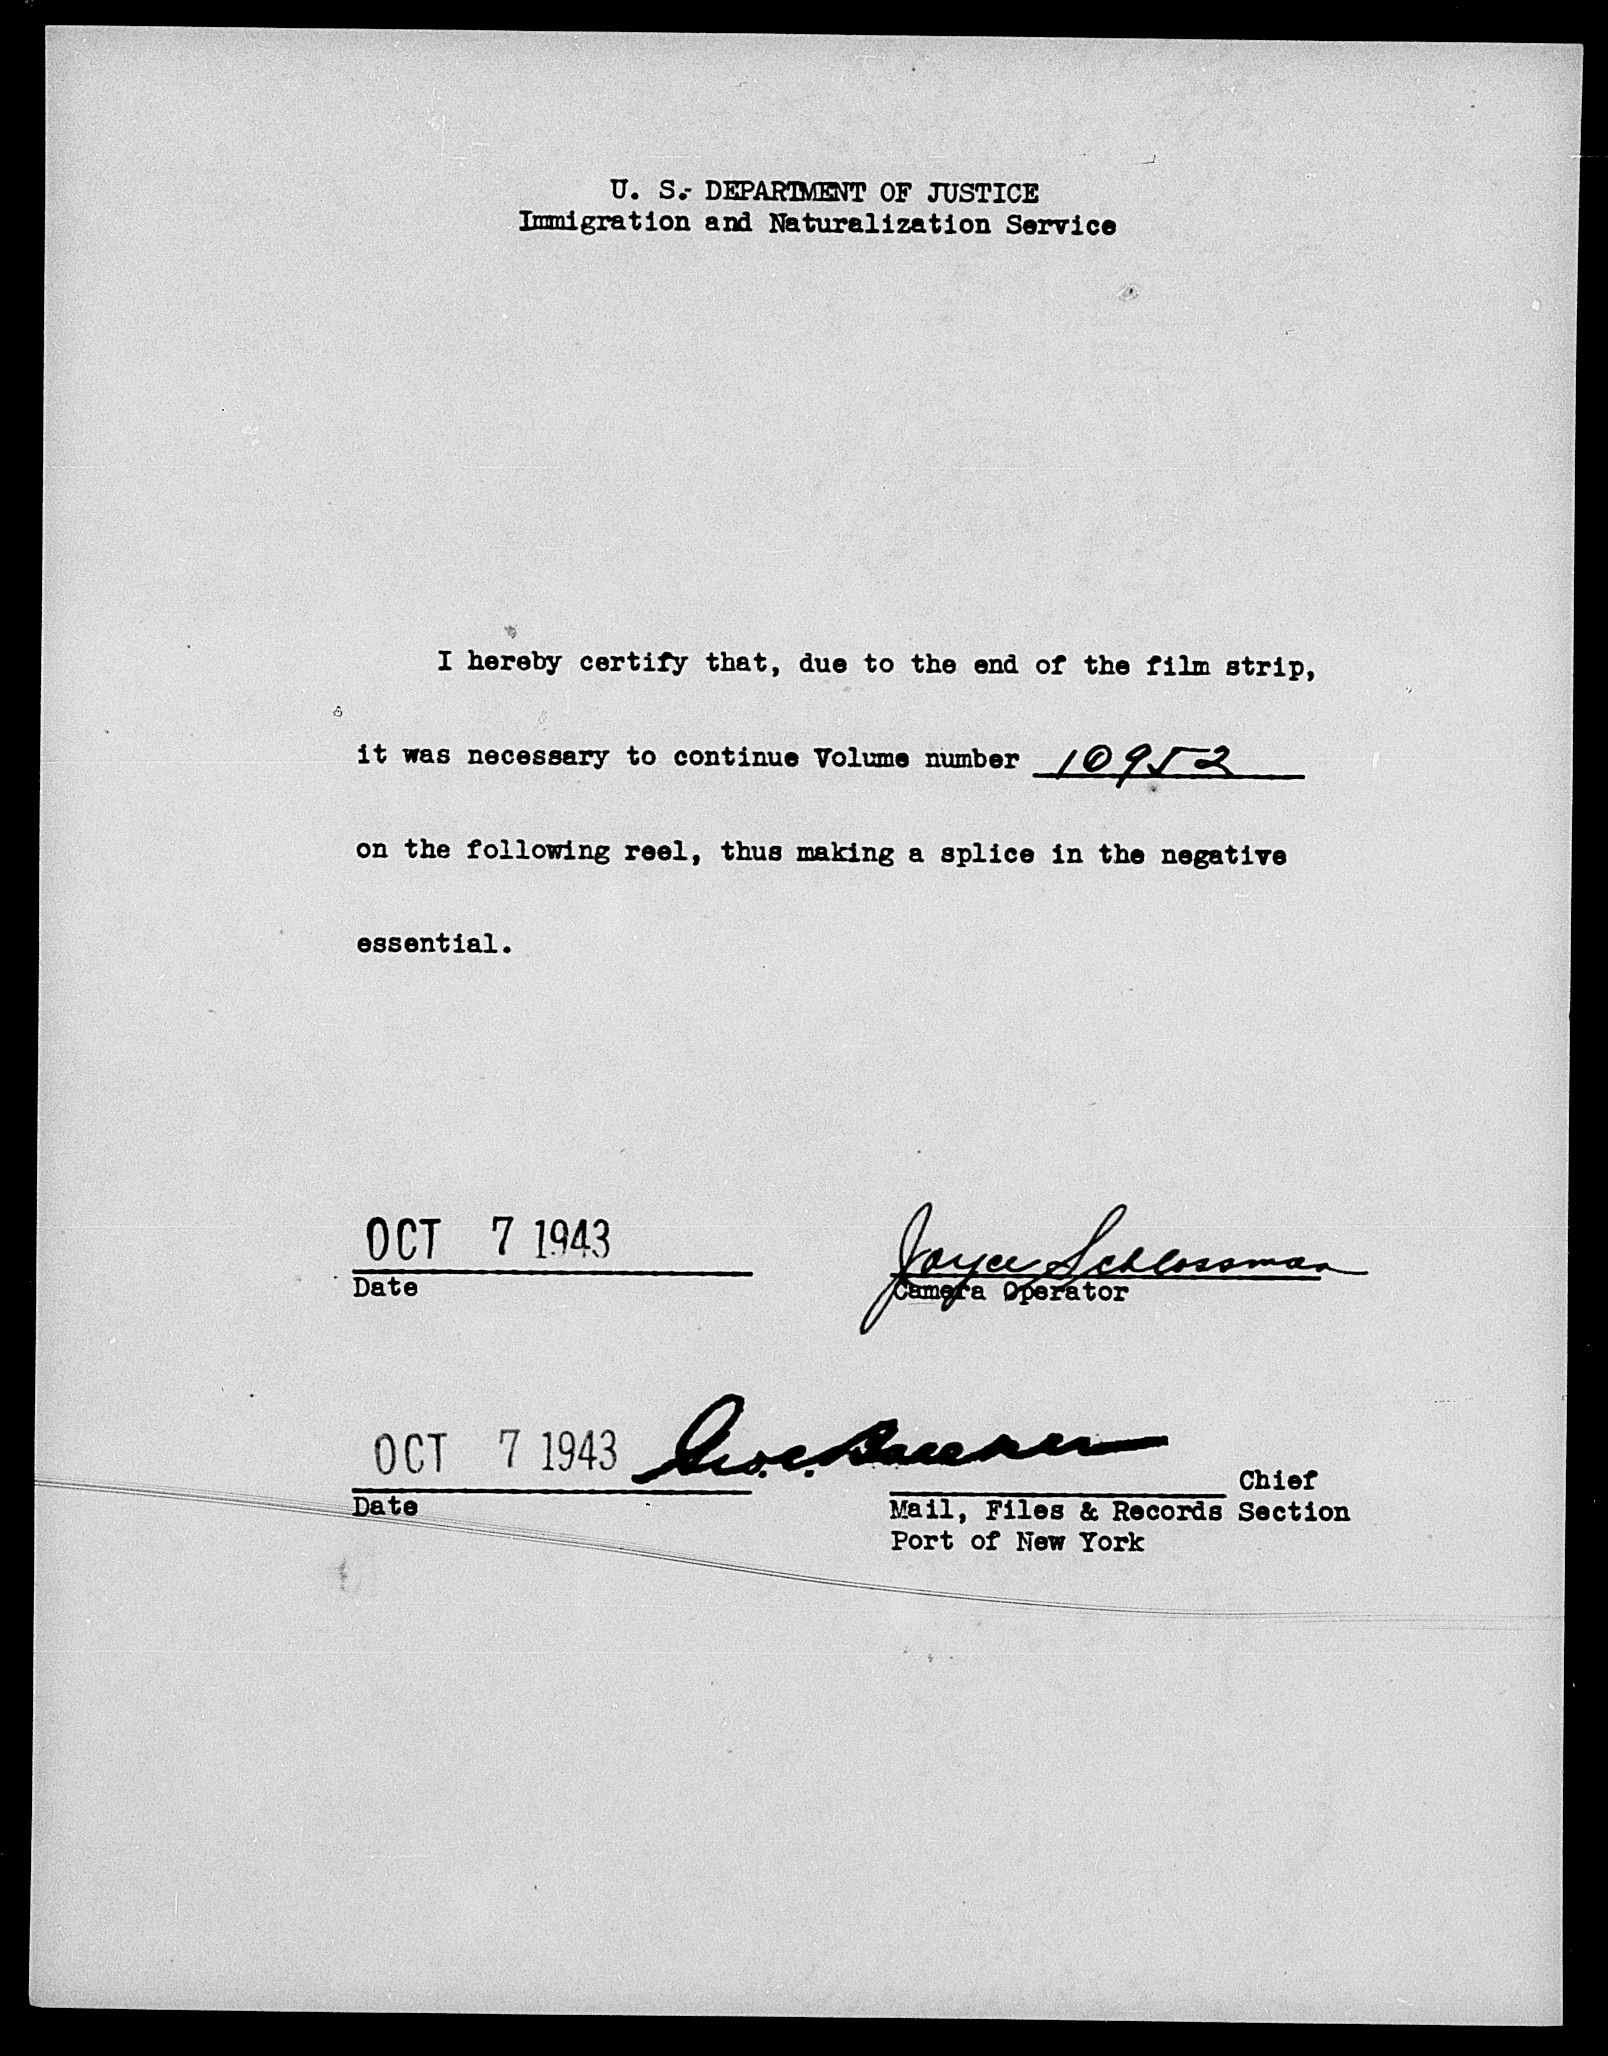 U. S. DEPARTMENT OF JUSTICE
Immigration and Naturalization Service
I hereby certify that, due to the end of the film strip,
it was necessary to continue Volume number 10952
on the following reel, thus making a splice in the negative
essential.
OCT 7 1943 Joyce Schlossman
Date Camera Operator
OCT 7 1943
Chief
Date Mail, Files & Records Section
Port of New York